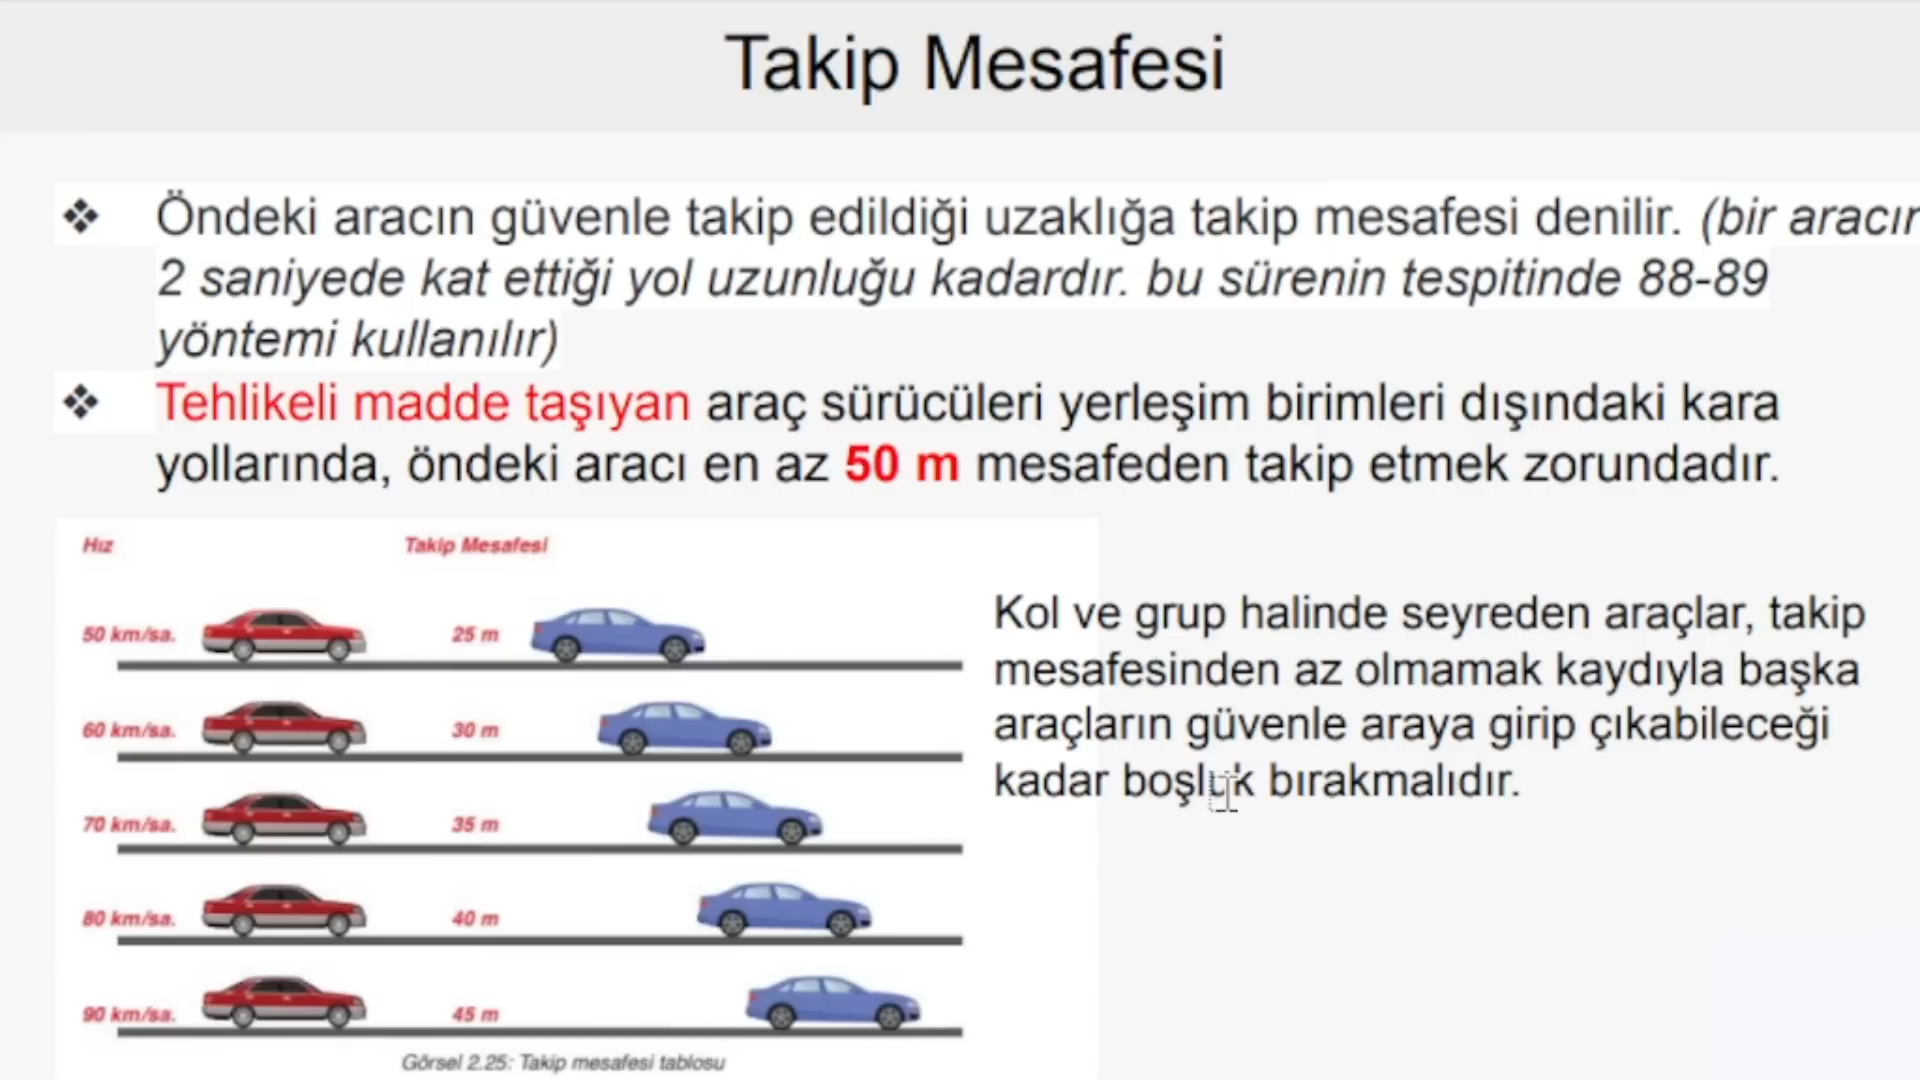 Takip Mesafesi
❖ Öndeki aracın güvenle takip edildiği uzaklığa takip mesafesi denilir. (bir aracın
2 saniyede kat ettiği yol uzunluğu kadardır. bu sürenin tespitinde 88-89
yöntemi kullanılır)
❖ Tehlikeli madde taşıyan araç sürücüleri yerleşim birimleri dışındaki kara
yollarında, öndeki aracı en az 50 m mesafeden takip etmek zorundadır.
Hız Takip Mesafesi
50 km/sa. 25 m
60 km/sa. 30 m
70 km/sa. 35 m
80 km/sa. 40 m
90 km/sa. 45 m
Görsel 2.25: Takip mesafesi tablosu
Kol ve grup halinde seyreden araçlar, takip
mesafesinden az olmamak kaydıyla başka
araçların güvenle araya girip çıkabileceği
kadar boşluk bırakmalıdır.